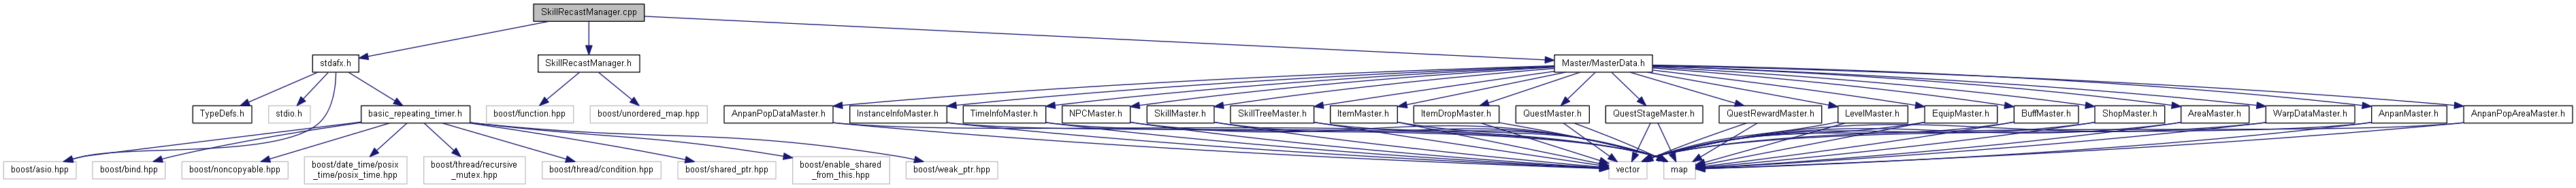 SkillRecastManager.cpp
stdafx.h
SkillRecastManager.h
Master/MasterData.h
TypeDefs.h
stdio.h
basic_repeating_timer.h
boost/function.hpp
boost/unordered_map.hpp
AnpanPopDataMaster.h
InstanceInfoMaster.h
TimeInfoMaster.h
NPCMaster.h
SkillMaster.h
SkillTreeMaster.h
ItemMaster.h
ItemDropMaster.h
QuestMaster.h
QuestStageMaster.h
QuestRewardMaster.h
LevelMaster.h
EquipMaster.h
BuffMaster.h
ShopMaster.h
AreaMaster.h
WarpDataMaster.h
AnpanMaster.h
AnpanPopAreaMaster.h
boost/asio.hpp
boost/bind.hpp
boost/noncopyable.hpp
boost/date_time/posix
_time/posix_time.hpp
boost/thread/recursive
_mutex.hpp
boost/thread/condition.hpp
boost/shared_ptr.hpp
boost/enable_shared
_from_this.hpp
boost/weak_ptr.hpp
vector
map